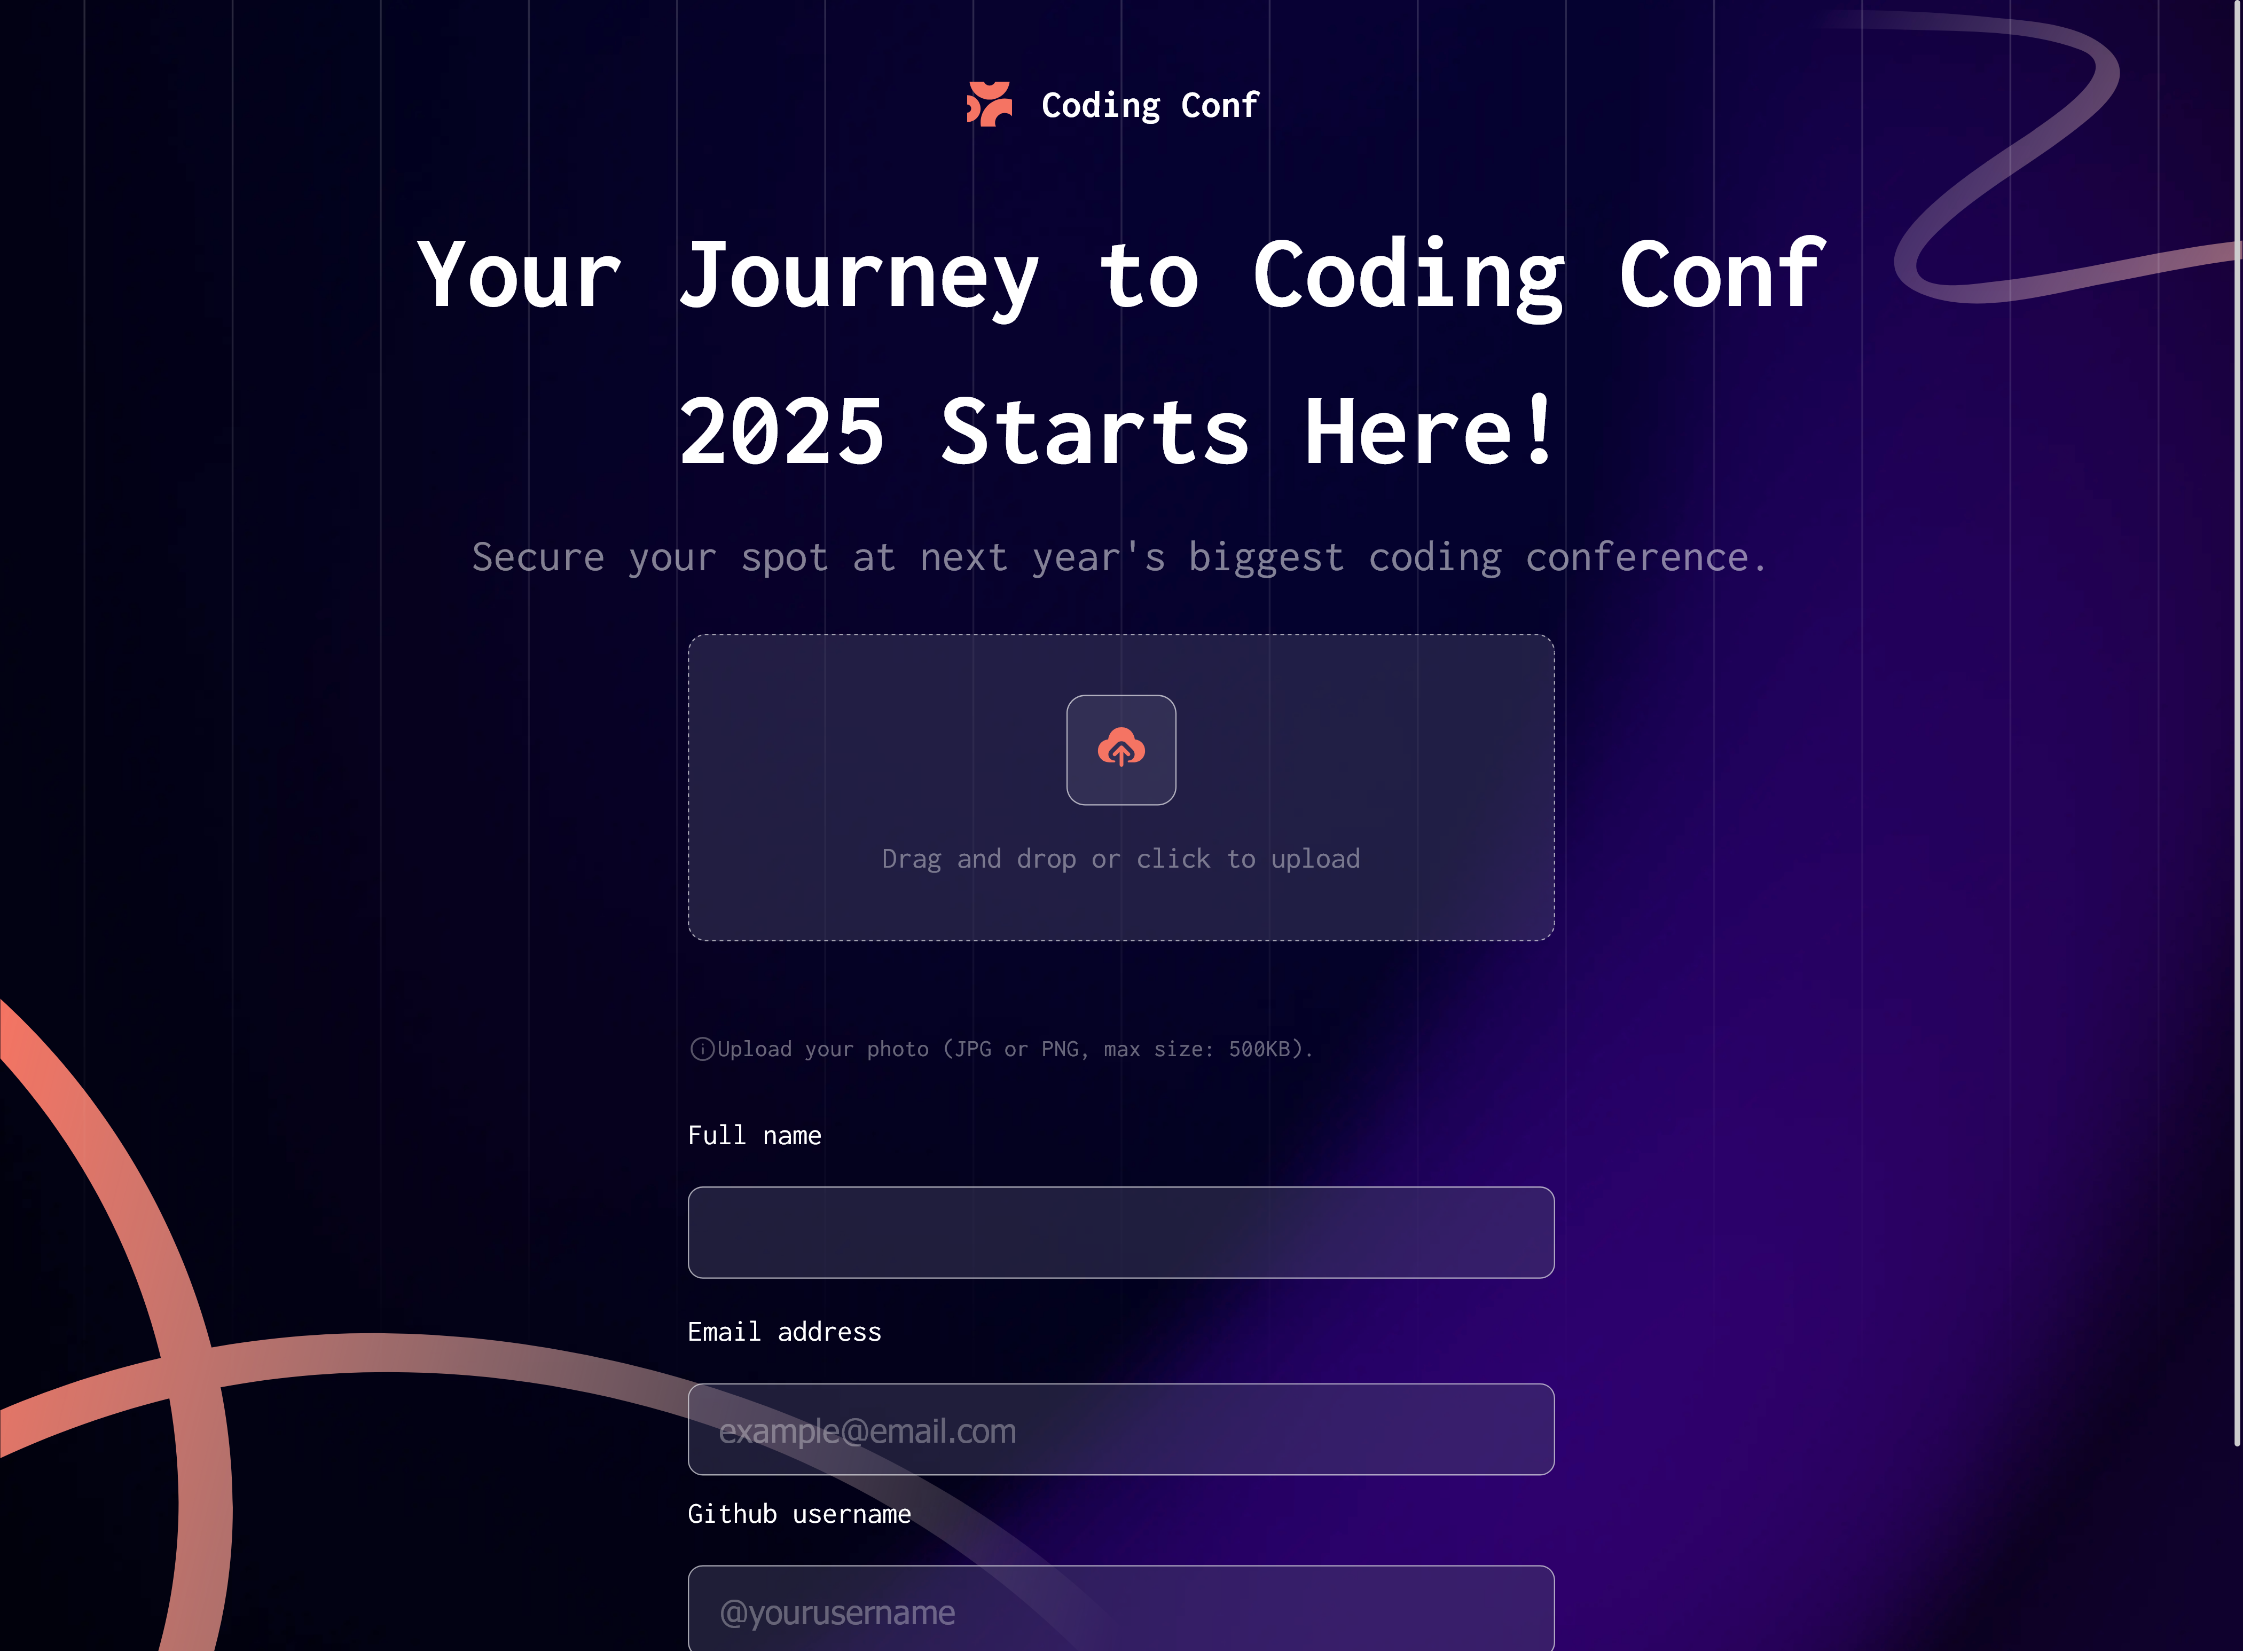 Coding Conf
Your Journey to Coding Conf
2025 Starts Here!
Secure your spot at next year's biggest coding conference.
Drag and drop or click to upload
Upload your photo (JPG or PNG, max size: 500KB).
Full name
Email address
example@email.com
Github username
@yourusername